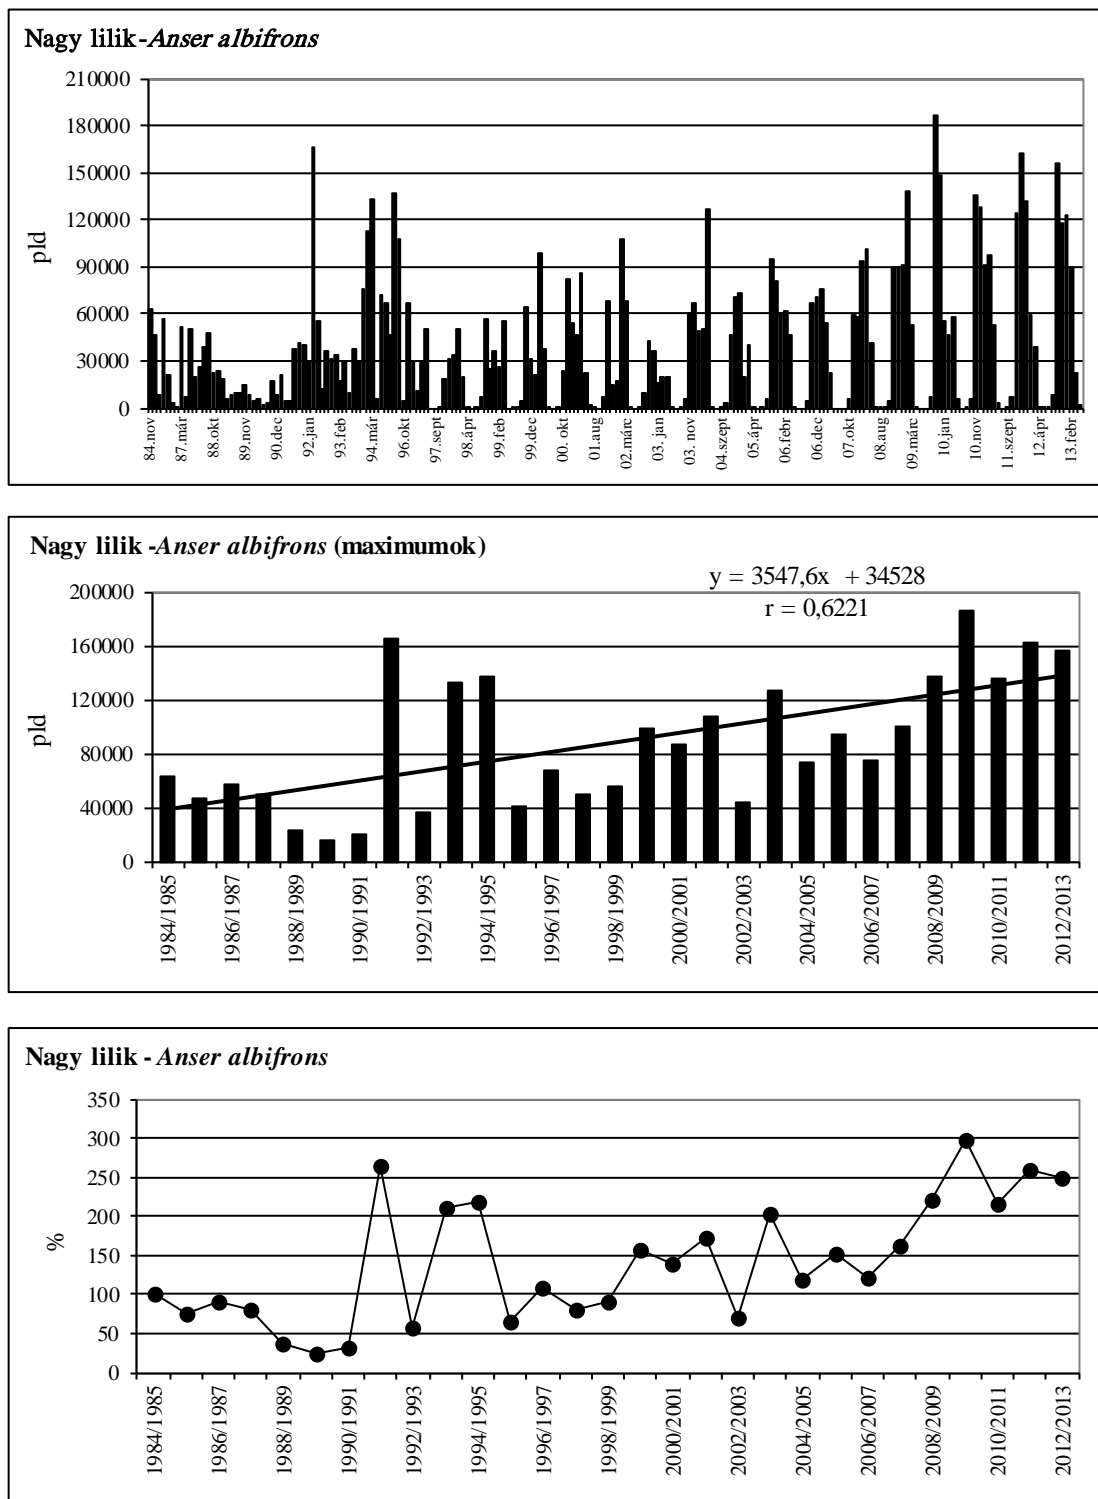 Nagy lilik-Anser albifrons
pld
210000
180000
150000
120000
90000
60000
30000
0
84.nov
87.már
88.okt
89.nov
90.dec
92.jan
93.feb
94.már
96.okt
97.sept
98.ápr
99.feb
99.dec
00. okt
01.aug
02.márc
03. jan
03. nov
04.szept
05.ápr
06.febr
06.dec
07.okt
08.aug
09.márc
10.jan
10.nov
11.szept
12.ápr
13.febr
Nagy lilik -Anser albifrons (maximumok)
y = 3547,6x + 34528
r = 0,6221
pld
200000
160000
120000
80000
40000
0
1984/1985
1986/1987
1988/1989
1990/1991
1992/1993
1994/1995
1996/1997
1998/1999
2000/2001
2002/2003
2004/2005
2006/2007
2008/2009
2010/2011
2012/2013
Nagy lilik - Anser albifrons
%
350
300
250
200
150
100
50
0
1984/1985
1986/1987
1988/1989
1990/1991
1992/1993
1994/1995
1996/1997
1998/1999
2000/2001
2002/2003
2004/2005
2006/2007
2008/2009
2010/2011
2012/2013